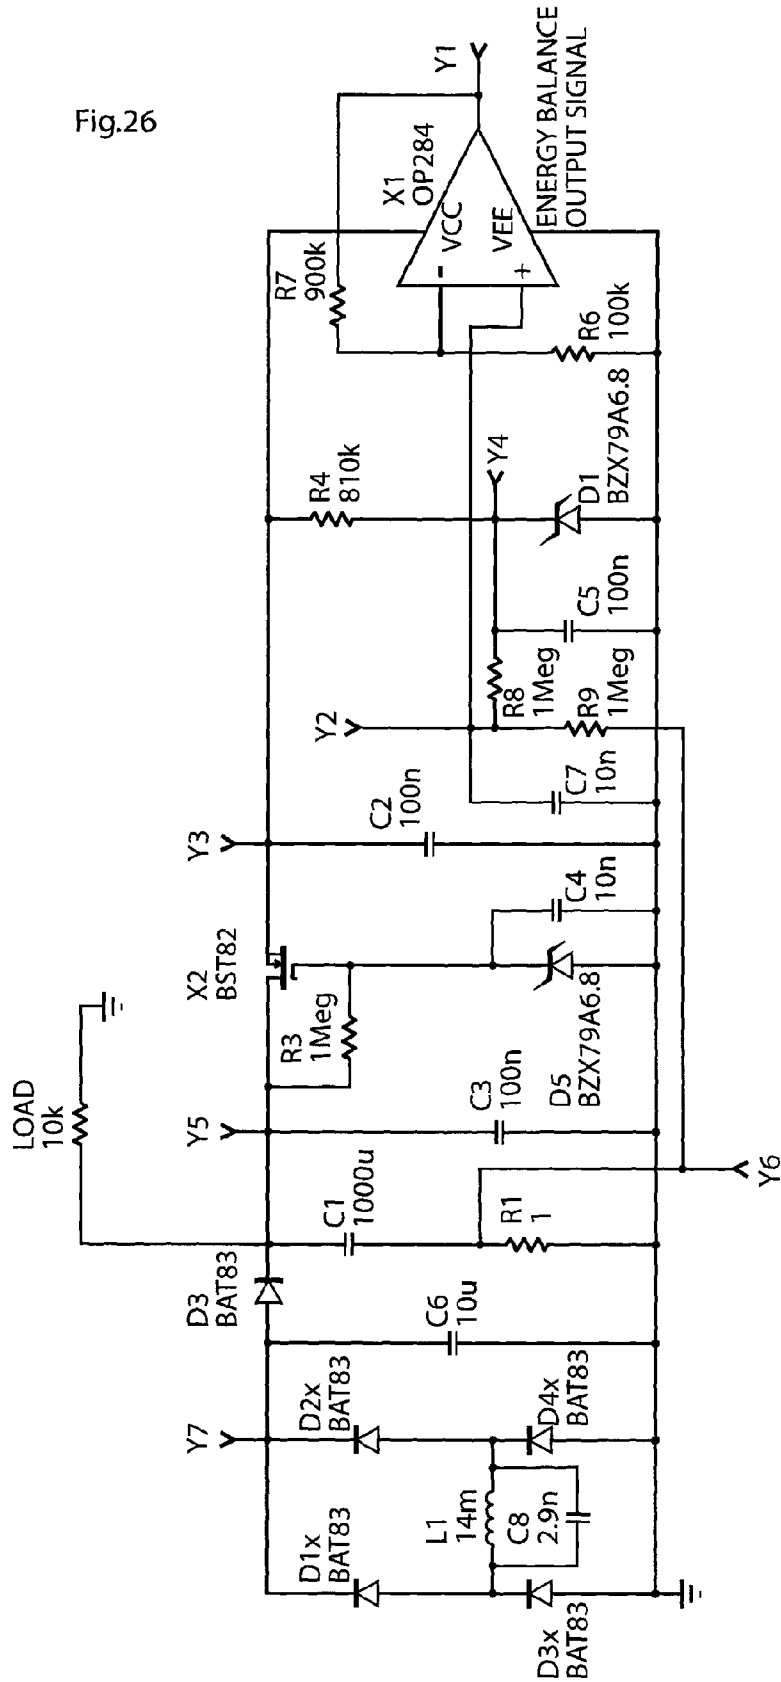 Fig.26
LOAD
10k
D1x
BAT83
D2x
BAT83
D3x
BAT83
D4x
BAT83
L1
14m
C8
2.9n
Y7
C6
10u
D3
BAT83
C1
1000u
R1
1
Y6
Y5
C3
100n
R3
1Meg
X2
BST82
D5
BZX79A6.8
C4
10n
Y3
C2
100n
C7
10n
Y2
R8
1Meg
R9
1Meg
C5
100n
R4
810k
Y4
D1
BZX79A6.8
R7
900k
R6
100k
X1
OP284
VCC
VEE
-
+
Y1
ENERGY BALANCE
OUTPUT SIGNAL